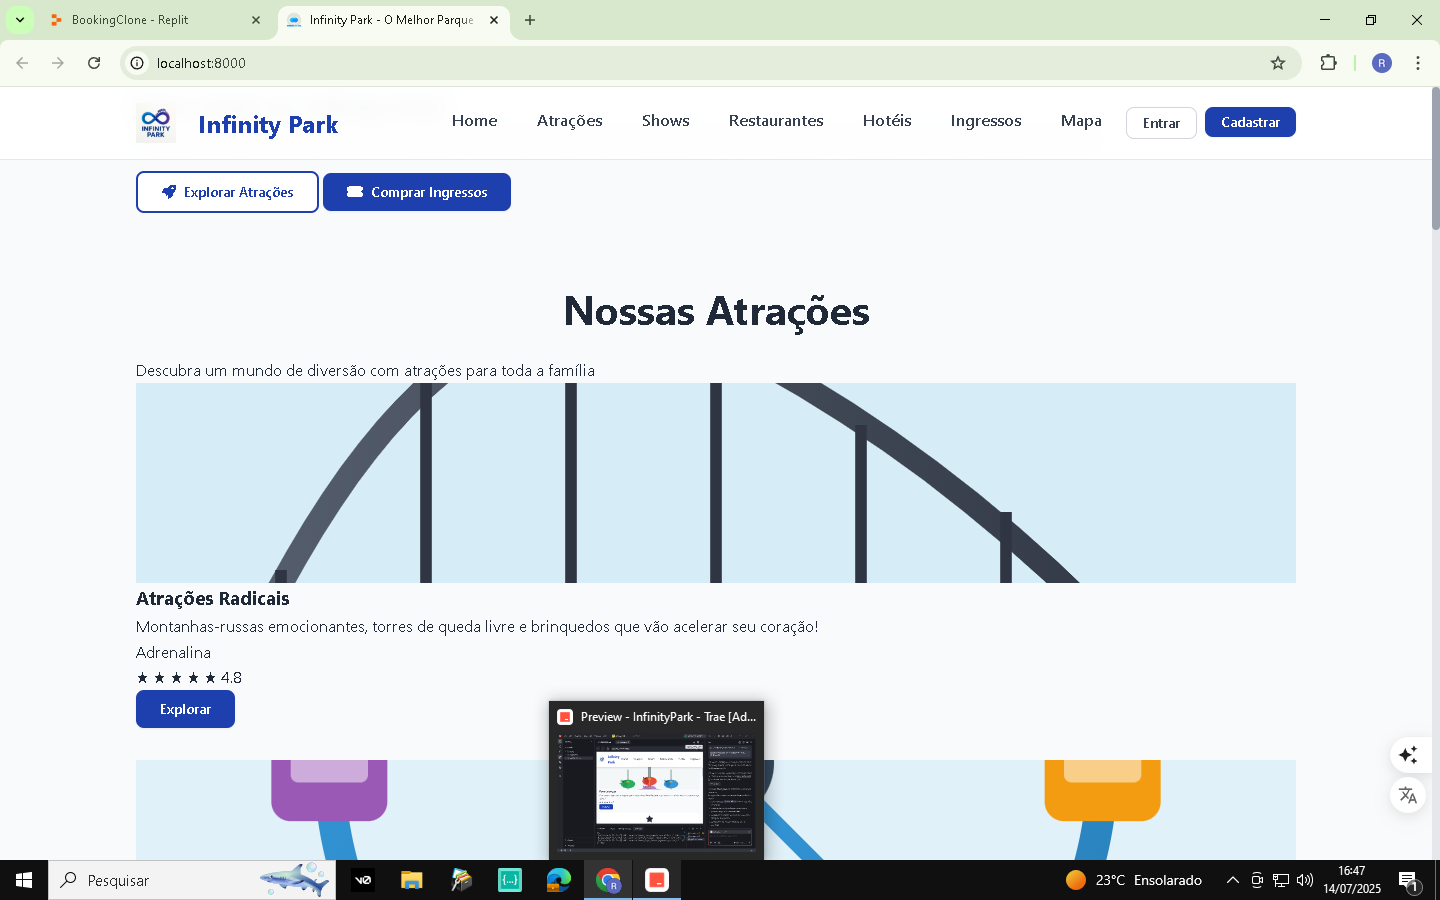 BookingClone - Replit
Infinity Park - O Melhor Parque
localhost:8000
R
INFINITY
PARK
Infinity Park
Home
Atrações
Shows
Restaurantes
Hotéis
Ingressos
Mapa
Entrar
Cadastrar
Explorar Atrações
Comprar Ingressos
Nossas Atrações
Descubra um mundo de diversão com atrações para toda a família
Atrações Radicais
Montanhas-russas emocionantes, torres de queda livre e brinquedos que vão acelerar seu coração!
Adrenalina
★ ★ ★ ★ ★ 4.8
Explorar
Preview - InfinityPark - Trae [Ad...
Pesquisar
v0
{...}
R
23°C Ensolarado
16:47
14/07/2025
1